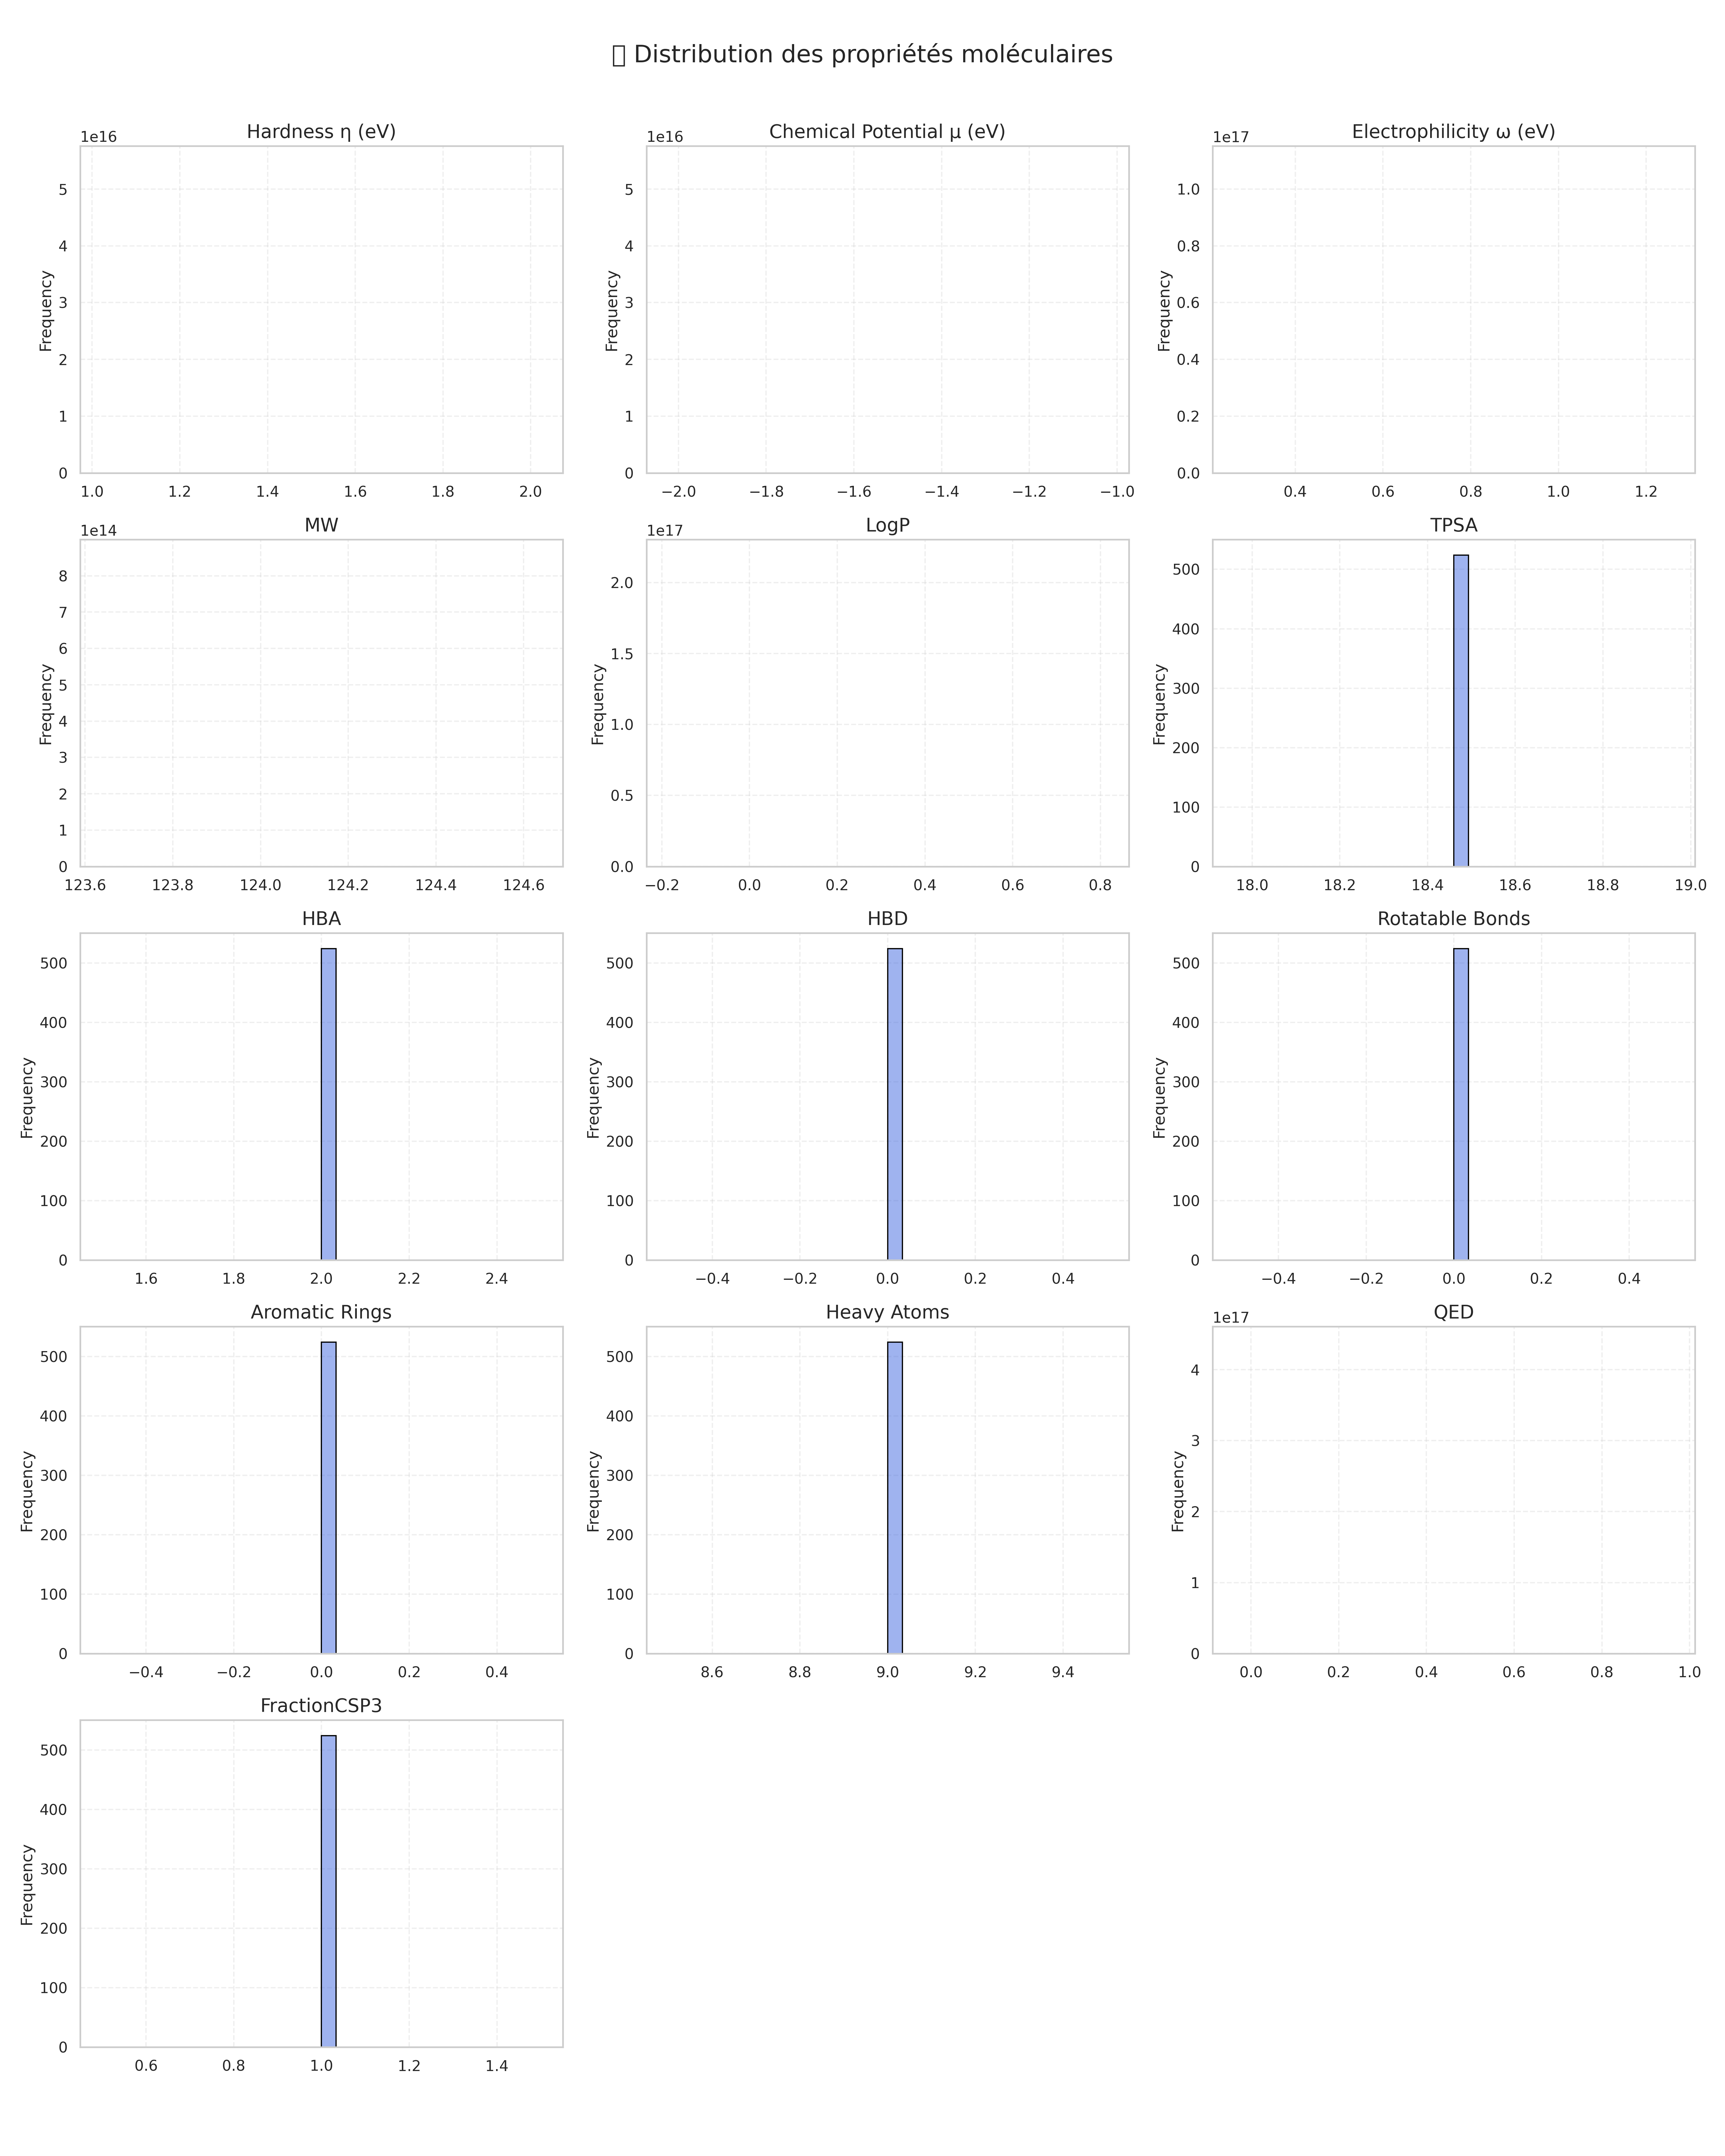 Distribution des propriétés moléculaires
Hardness η (eV)
1e16
Frequency
5
4
3
2
1
0
1.0 1.2 1.4 1.6 1.8 2.0
Chemical Potential μ (eV)
1e16
Frequency
5
4
3
2
1
0
−2.0 −1.8 −1.6 −1.4 −1.2 −1.0
Electrophilicity ω (eV)
1e17
Frequency
1.0
0.8
0.6
0.4
0.2
0.0
0.4 0.6 0.8 1.0 1.2
MW
1e14
Frequency
8
7
6
5
4
3
2
1
0
123.6 123.8 124.0 124.2 124.4 124.6
LogP
1e17
Frequency
2.0
1.5
1.0
0.5
0.0
−0.2 0.0 0.2 0.4 0.6 0.8
TPSA
Frequency
500
400
300
200
100
0
18.0 18.2 18.4 18.6 18.8 19.0
HBA
Frequency
500
400
300
200
100
0
1.6 1.8 2.0 2.2 2.4
HBD
Frequency
500
400
300
200
100
0
−0.4 −0.2 0.0 0.2 0.4
Rotatable Bonds
Frequency
500
400
300
200
100
0
−0.4 −0.2 0.0 0.2 0.4
Aromatic Rings
Frequency
500
400
300
200
100
0
−0.4 −0.2 0.0 0.2 0.4
Heavy Atoms
Frequency
500
400
300
200
100
0
8.6 8.8 9.0 9.2 9.4
QED
1e17
Frequency
4
3
2
1
0
0.0 0.2 0.4 0.6 0.8 1.0
FractionCSP3
Frequency
500
400
300
200
100
0
0.6 0.8 1.0 1.2 1.4